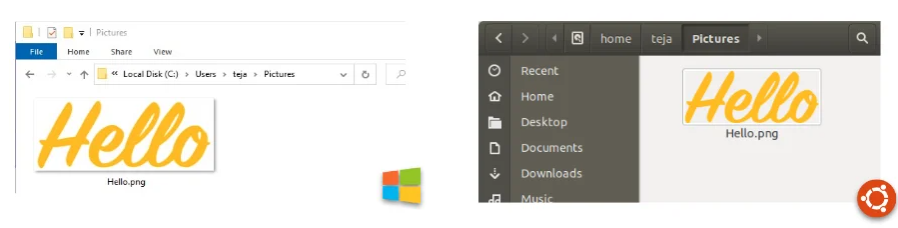 Pictures
File Home Share View
« Local Disk (C:) › Users › teja › Pictures
Hello
Hello.png
home teja Pictures
Recent
Home
Desktop
Documents
Downloads
Music
Hello
Hello.png